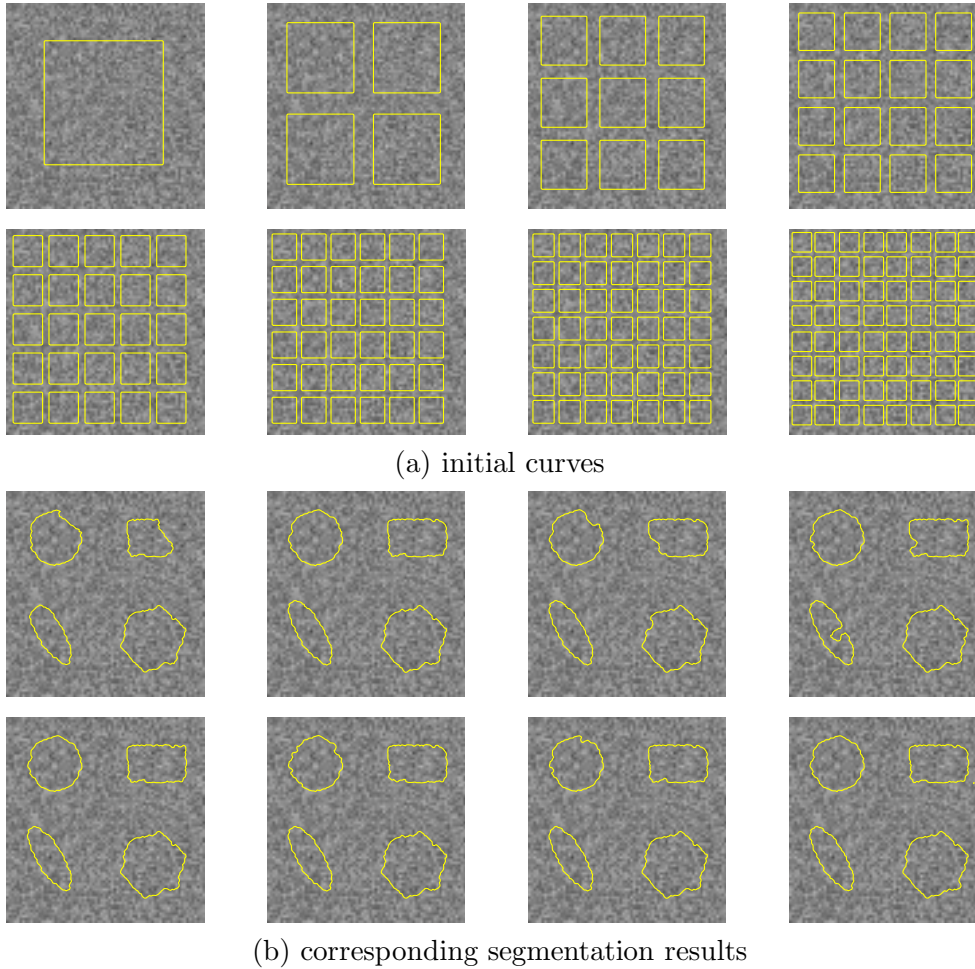 (a) initial curves
(b) corresponding segmentation results